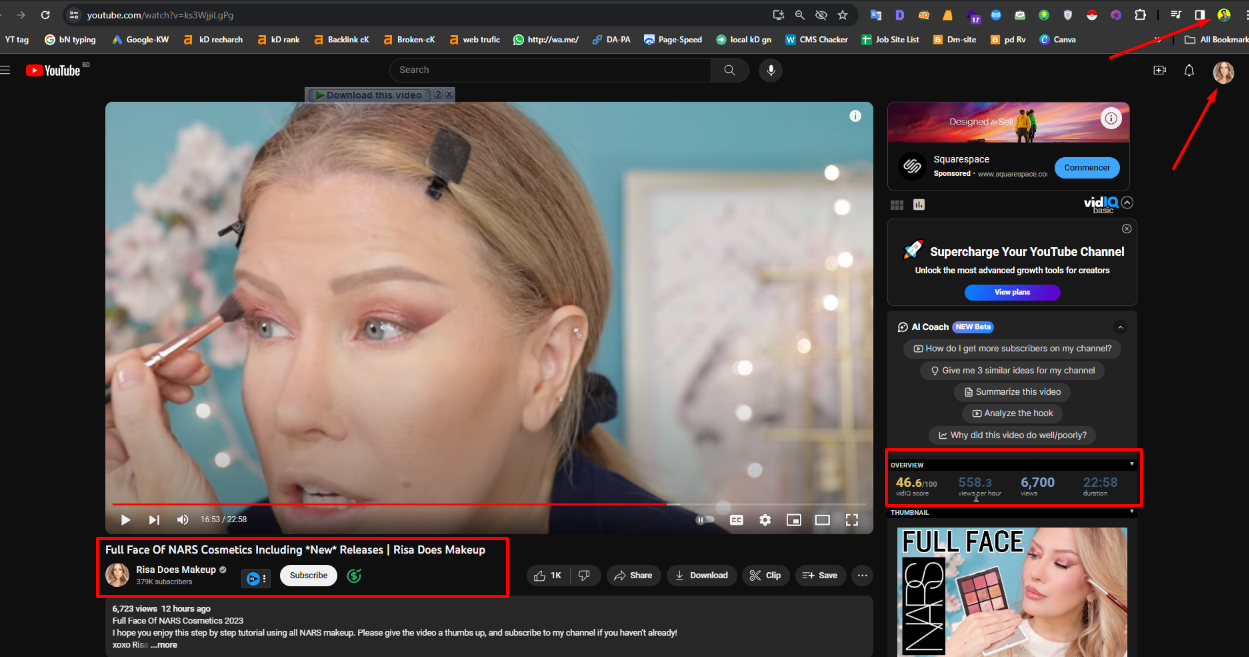 youtube.com/watch?v=ks3WjjiLgPg
17
YT tag
bN typing
Google-KW
kD recharch
kD rank
Backlink cK
Broken-cK
web trufic
http://wa.me/
DA-PA
Page-Speed
local kD gn
CMS Checker
Job Site List
Dm-site
pd Rv
Canva
All Bookmark
YouTube BD
Search
Download this video ? X
Designed to Sell
Squarespace
Sponsored · www.squarespace.co
Commencer
vidIQ
basic
Supercharge Your YouTube Channel
Unlock the most advanced growth tools for creators
View plans
AI Coach NEW Beta
How do I get more subscribers on my channel?
Give me 3 similar ideas for my channel
Summarize this video
Analyze the hook
Why did this video do well/poorly?
OVERVIEW
46.6/100 558.3 6,700 22:58
vidIQ score views per hour views duration
THUMBNAIL
FULL FACE
NARS
16:53 / 22:58
CC
Full Face Of NARS Cosmetics Including *New* Releases | Risa Does Makeup
Risa Does Makeup
379K subscribers
Subscribe
1K
Share
Download
Clip
Save
6,723 views 12 hours ago
Full Face Of NARS Cosmetics 2023
I hope you enjoy this step by step tutorial using all NARS makeup. Please give the video a thumbs up, and subscribe to my channel if you haven't already!
xoxo Risa ...more